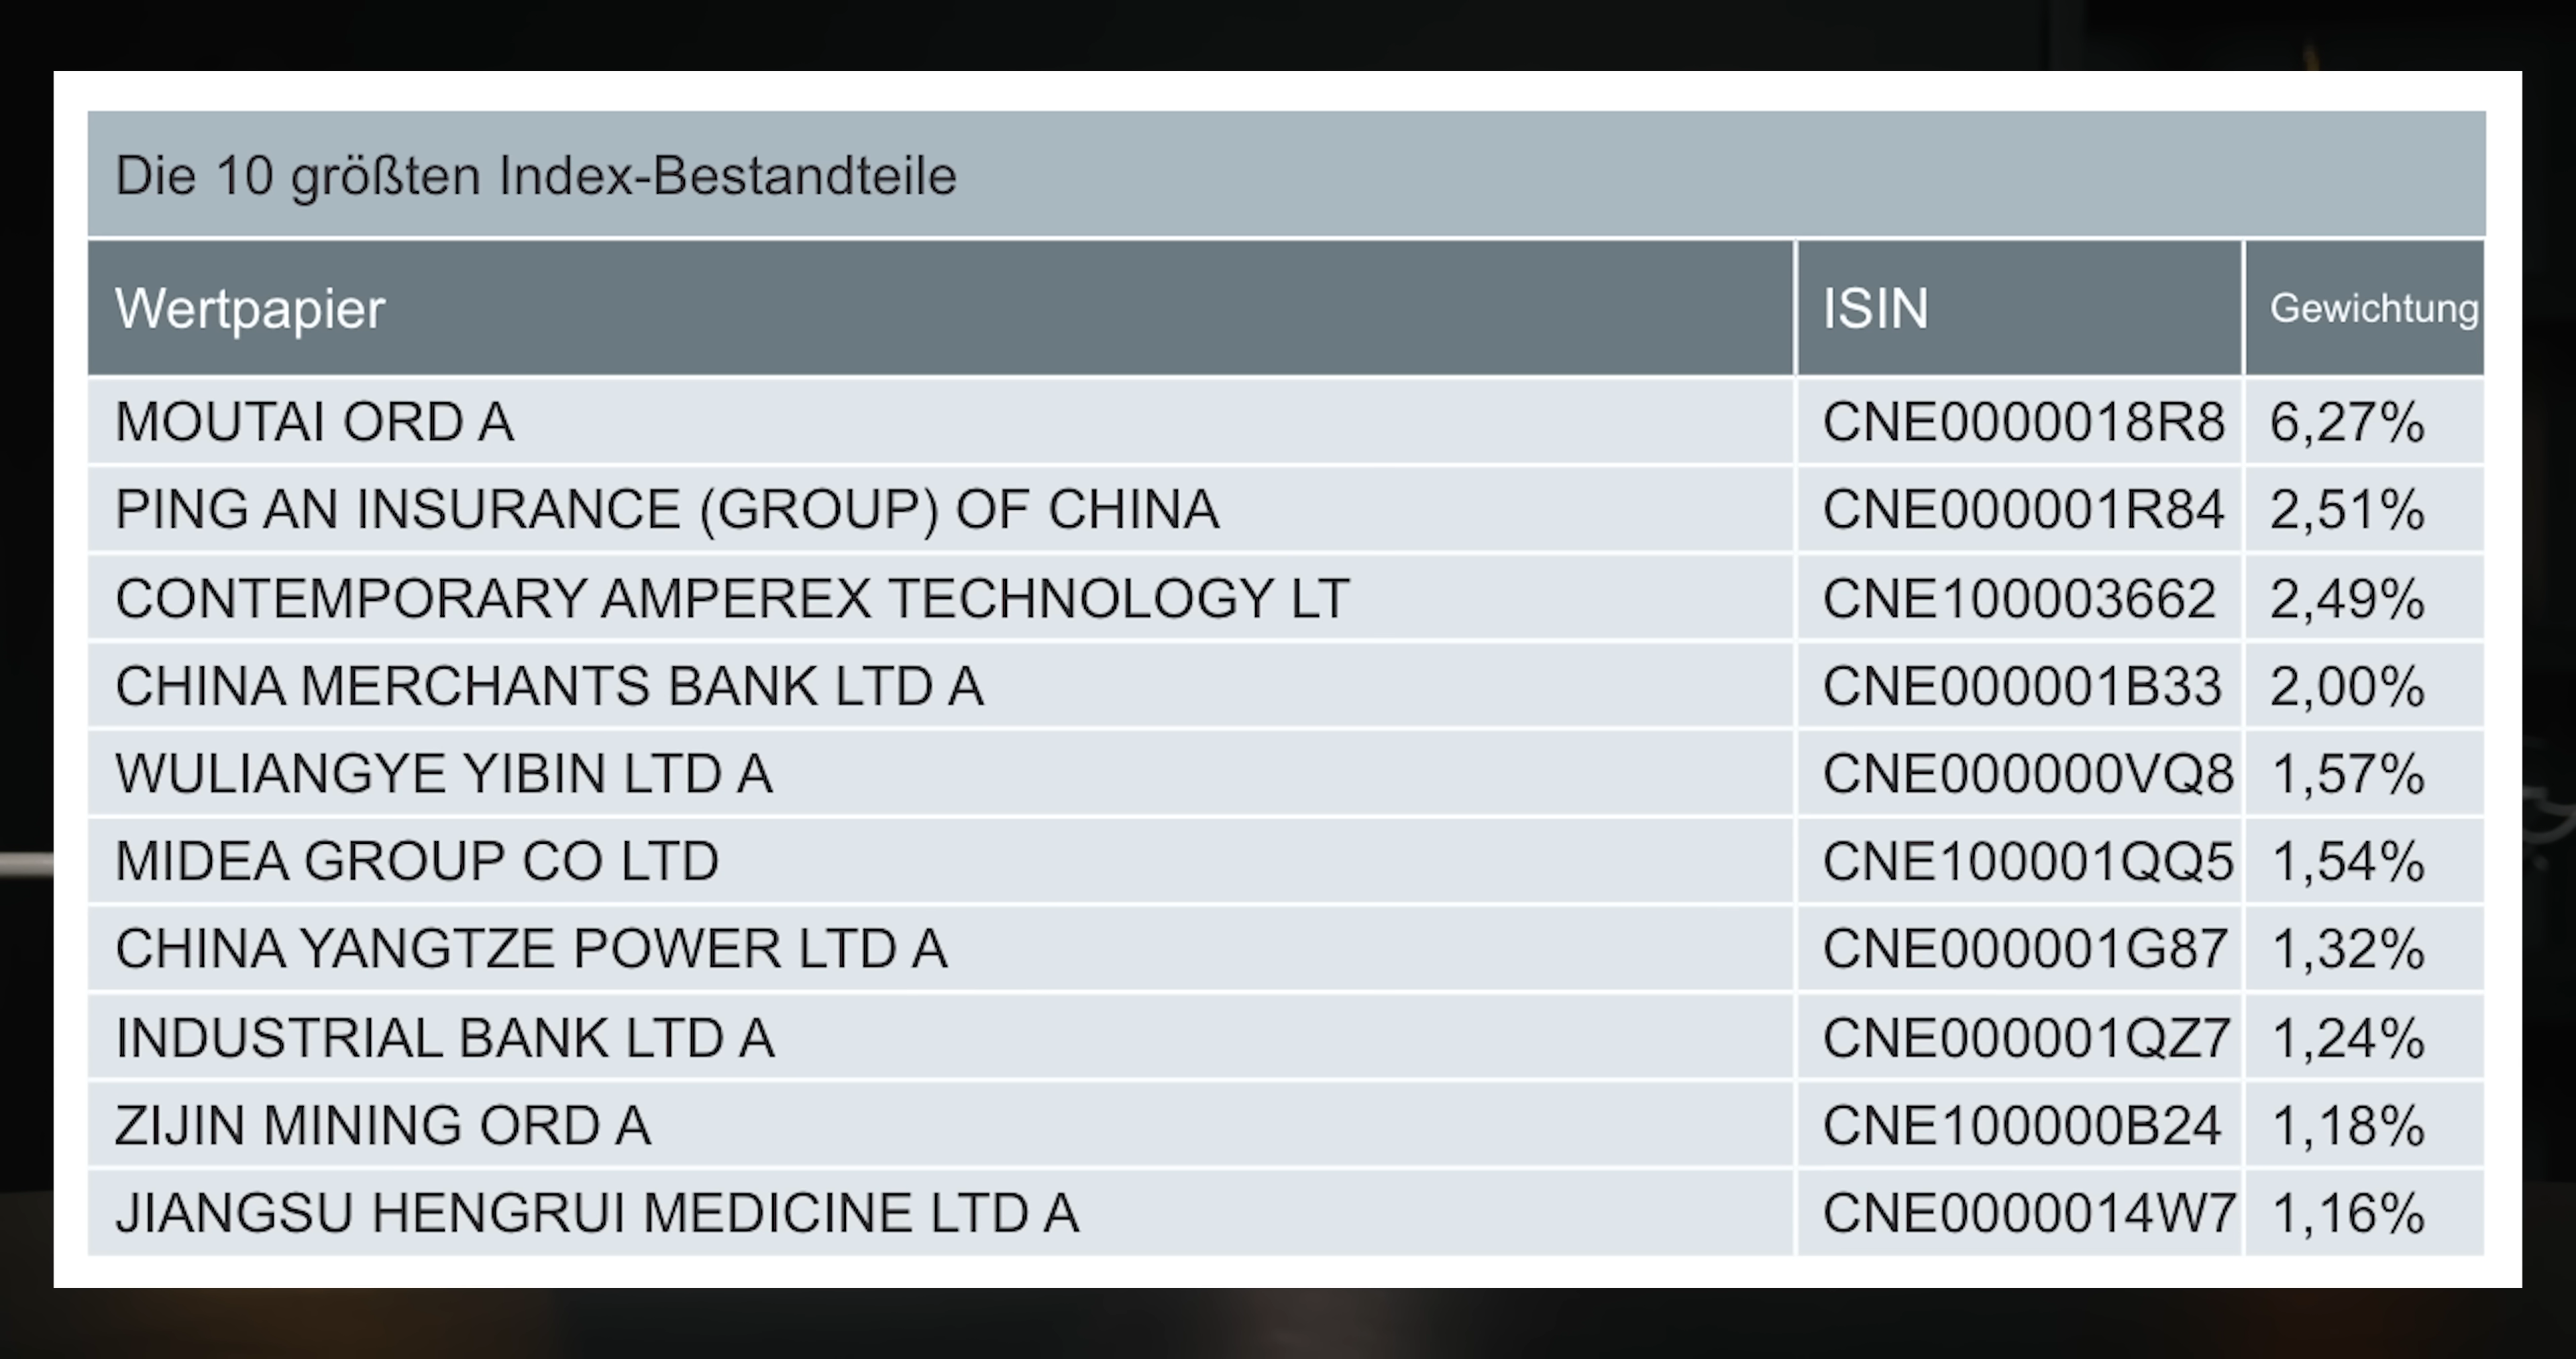 Die 10 größten Index-Bestandteile
Wertpapier ISIN Gewichtung
MOUTAI ORD A CNE0000018R8 6,27%
PING AN INSURANCE (GROUP) OF CHINA CNE000001R84 2,51%
CONTEMPORARY AMPEREX TECHNOLOGY LT CNE100003662 2,49%
CHINA MERCHANTS BANK LTD A CNE000001B33 2,00%
WULIANGYE YIBIN LTD A CNE000000VQ8 1,57%
MIDEA GROUP CO LTD CNE100001QQ5 1,54%
CHINA YANGTZE POWER LTD A CNE000001G87 1,32%
INDUSTRIAL BANK LTD A CNE000001QZ7 1,24%
ZIJIN MINING ORD A CNE100000B24 1,18%
JIANGSU HENGRUI MEDICINE LTD A CNE0000014W7 1,16%